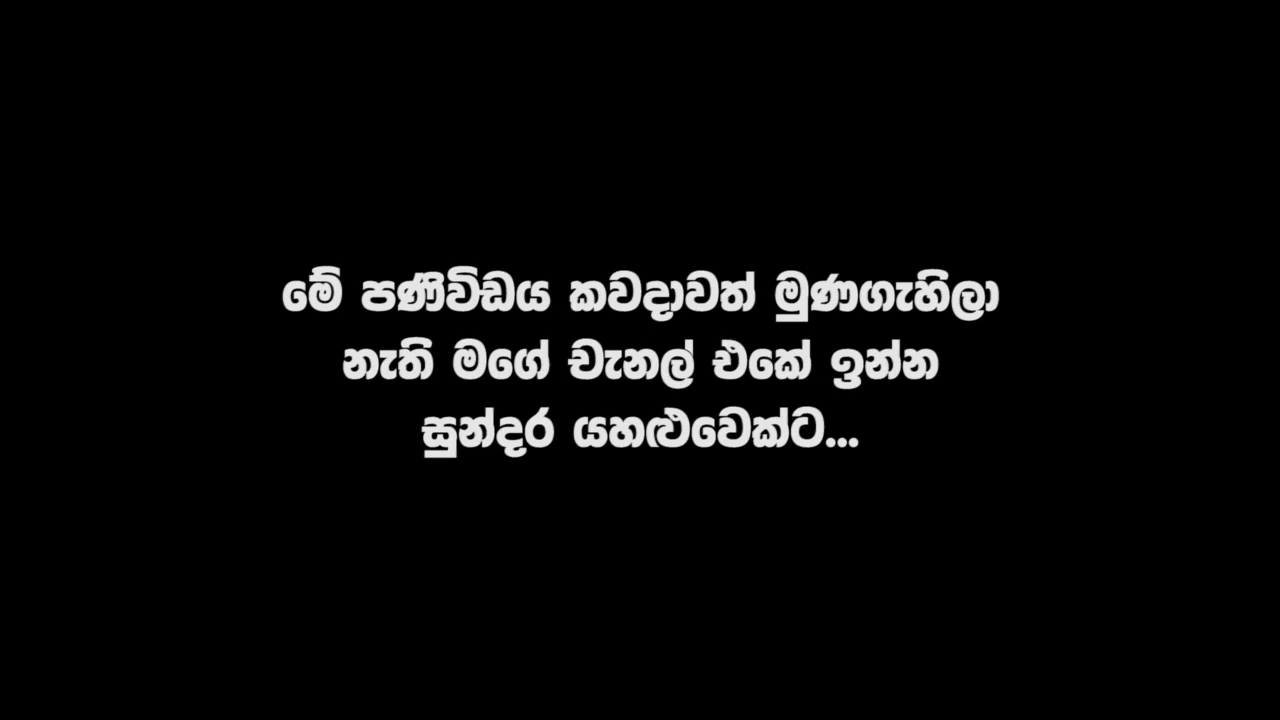 මේ පණිවිඩය කවදාවත් මුණගැහිලා
නැති මගේ චැනල් එකේ ඉන්න
සුන්දර යහළුවෙක්ට...